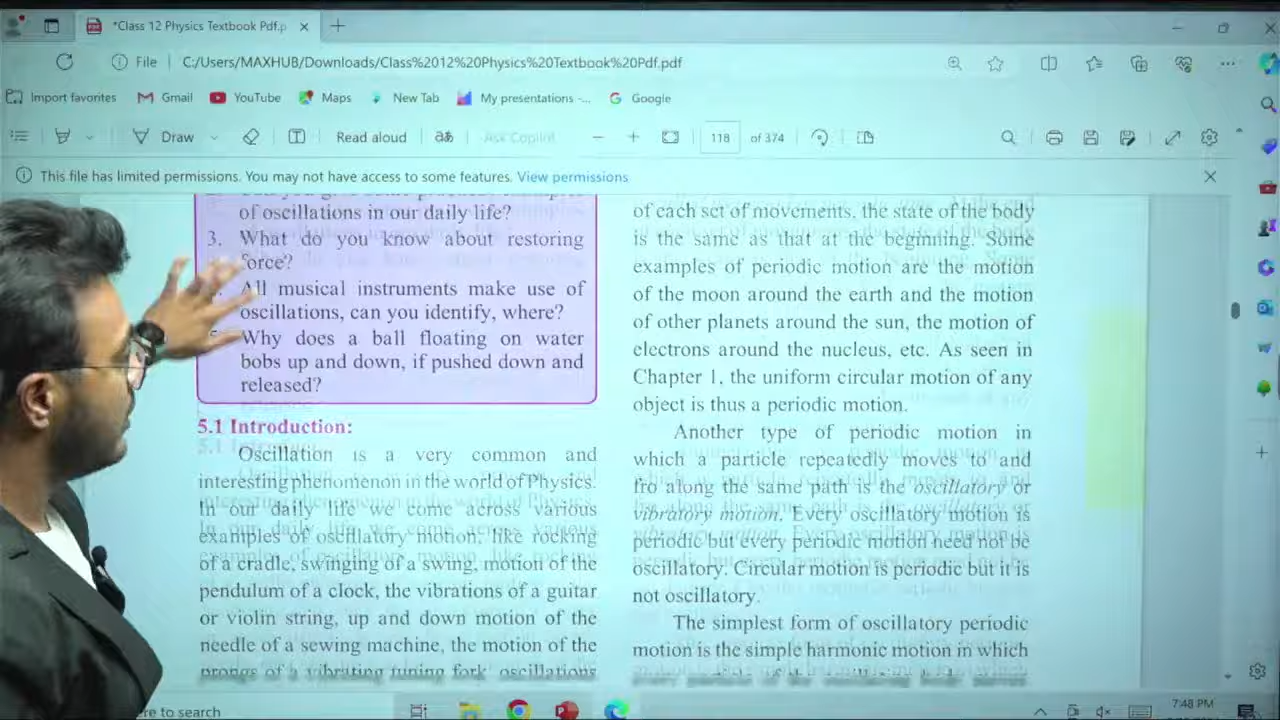 *Class 12 Physics Textbook Pdf.p
File | C:/Users/MAXHUB/Downloads/Class%2012%20Physics%20Textbook%20Pdf.pdf
Import favorites Gmail YouTube Maps New Tab My presentations -... Google
Draw Read aloud Ask Copilot 118 of 374
This file has limited permissions. You may not have access to some features. View permissions
of oscillations in our daily life?
3. What do you know about restoring
force?
All musical instruments make use of
oscillations, can you identify, where?
Why does a ball floating on water
bobs up and down, if pushed down and
released?
5.1 Introduction:
Oscillation is a very common and
interesting phenomenon in the world of Physics.
In our daily life we come across various
examples of oscillatory motion, like rocking
of a cradle, swinging of a swing, motion of the
pendulum of a clock, the vibrations of a guitar
or violin string, up and down motion of the
needle of a sewing machine, the motion of the
prongs of a vibrating tuning fork, oscillations
of each set of movements, the state of the body
is the same as that at the beginning. Some
examples of periodic motion are the motion
of the moon around the earth and the motion
of other planets around the sun, the motion of
electrons around the nucleus, etc. As seen in
Chapter 1, the uniform circular motion of any
object is thus a periodic motion.
Another type of periodic motion in
which a particle repeatedly moves to and
fro along the same path is the oscillatory or
vibratory motion. Every oscillatory motion is
periodic but every periodic motion need not be
oscillatory. Circular motion is periodic but it is
not oscillatory.
The simplest form of oscillatory periodic
motion is the simple harmonic motion in which
ere to search
7:48 PM